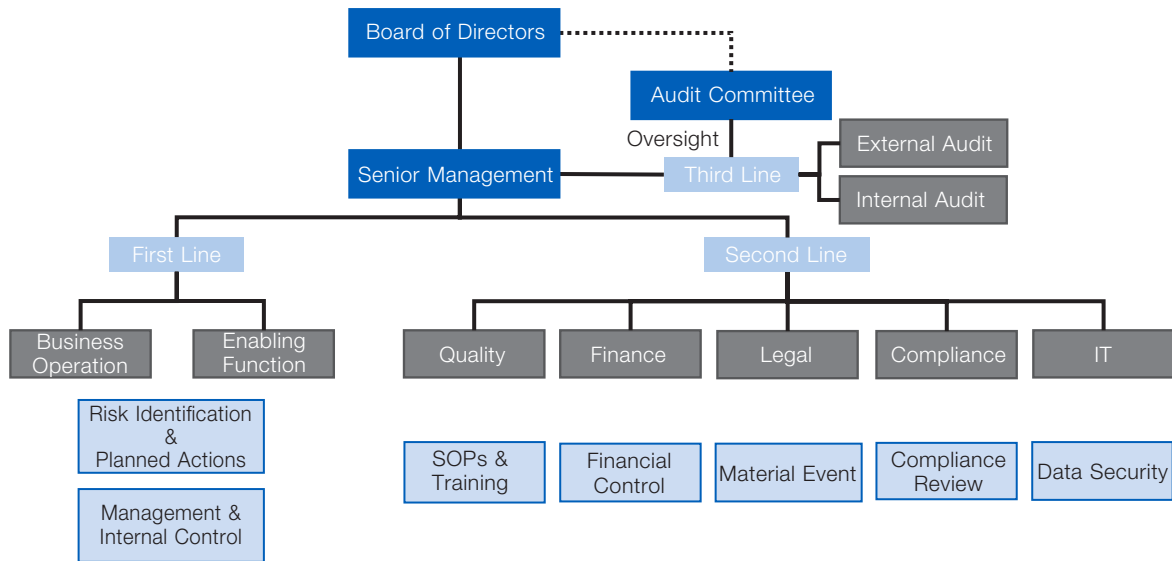 Board of Directors
Audit Committee
Oversight
External Audit
Senior Management
Third Line
Internal Audit
First Line
Second Line
Business
Operation
Enabling
Function
Quality
Finance
Legal
Compliance
IT
Risk Identification
&
Planned Actions
SOPs &
Training
Financial
Control
Material Event
Compliance
Review
Data Security
Management &
Internal Control